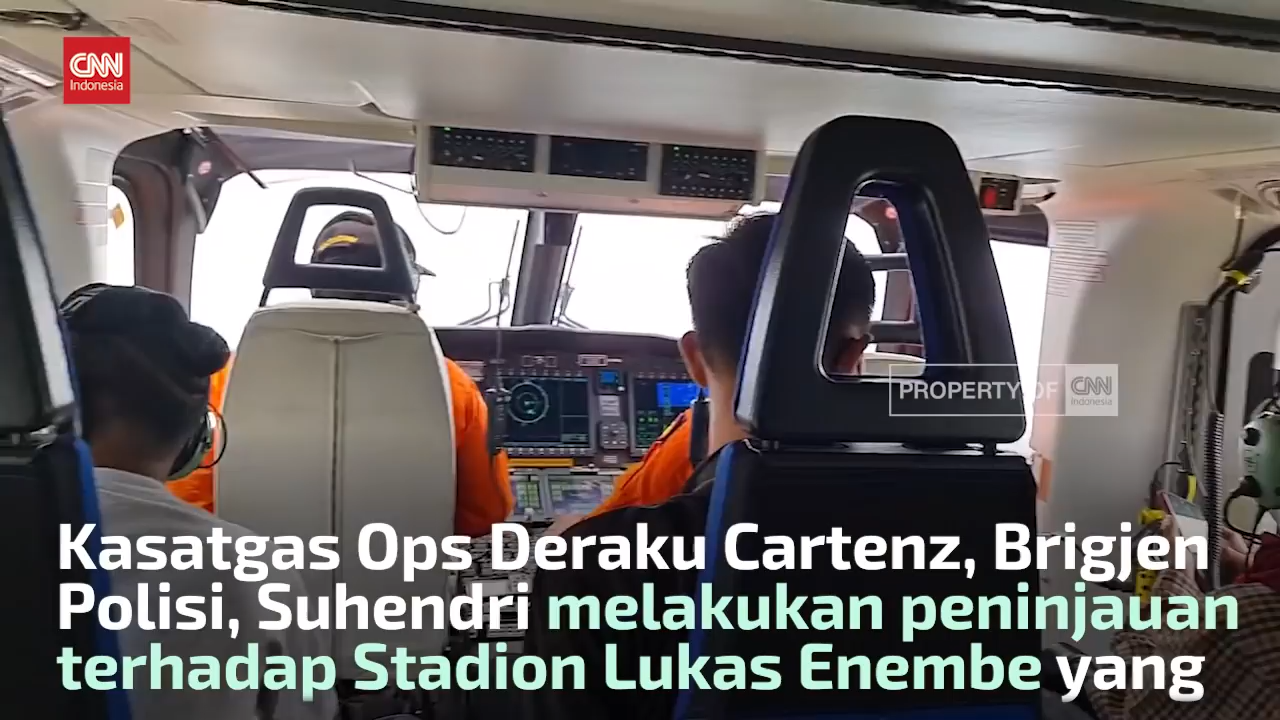 CNN
Indonesia
PROPERTY OF CNN
Indonesia
Kasatgas Ops Deraku Cartenz, Brigjen
Polisi, Suhendri melakukan peninjauan
terhadap Stadion Lukas Enembe yang